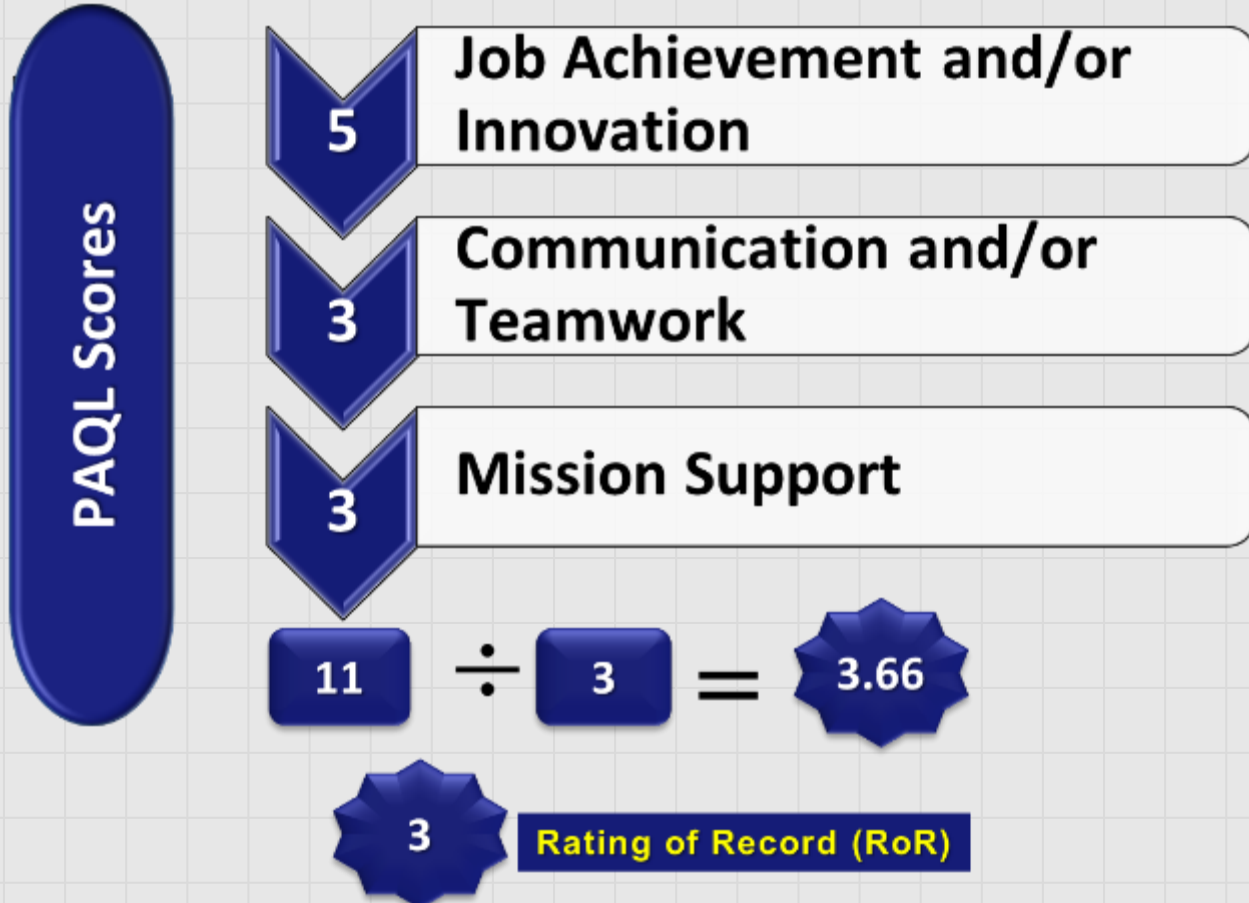 PAQL Scores
5
Job Achievement and/or
Innovation
3
Communication and/or
Teamwork
3
Mission Support
11 ÷ 3 = 3.66
3 Rating of Record (RoR)